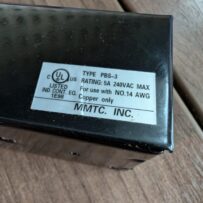 TYPE PBS-3
RATING: 5A 240VAC MAX
For use with NO.14 AWG
Copper only
C UL US
LISTED
IND. CONT. EQ.
1E96
MMTC. INC.